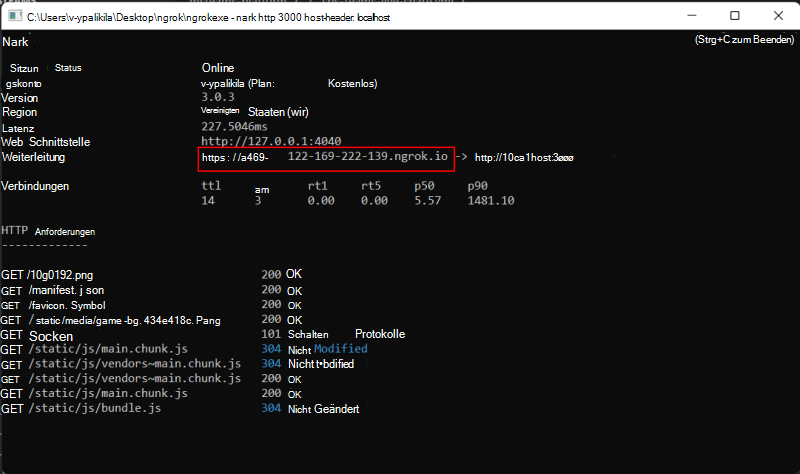 C:\Users\v-ypalikila\Desktop\ngrok\ngrokexe - nark http 3000 host-header. localhost
Nark (Strg+C zum Beenden)
Sitzun Status Online
gskonto v-ypalikila (Plan: Kostenlos)
Version 3.0.3
Region Vereinigten Staaten (wir)
Latenz 227.5046ms
Web Schnittstelle http://127.0.0.1:4040
Weiterleitung https : //a469- 122-169-222-139.ngrok.io -> http://10ca1host:3øøø
Verbindungen ttl am rt1 rt5 p50 p90
14 3 0.00 0.00 5.57 1481.10
HTTP Anforderungen
-------------
GET /10g0192.png 200 OK
GET /manifest. j son 200 OK
GET /favicon. Symbol 200 OK
GET /static/media/game -bg. 434e418c. Pang 200 OK
GET Socken 101 Schalten Protokolle
GET /static/js/main.chunk.js 304 Nicht Modified
GET /static/js/vendors~main.chunk.js 304 Nicht t•bdified
GET /static/js/vendors~main.chunk.js 200 OK
GET /static/js/main.chunk.js 200 OK
GET /static/js/bundle.js 304 Nicht Geändert